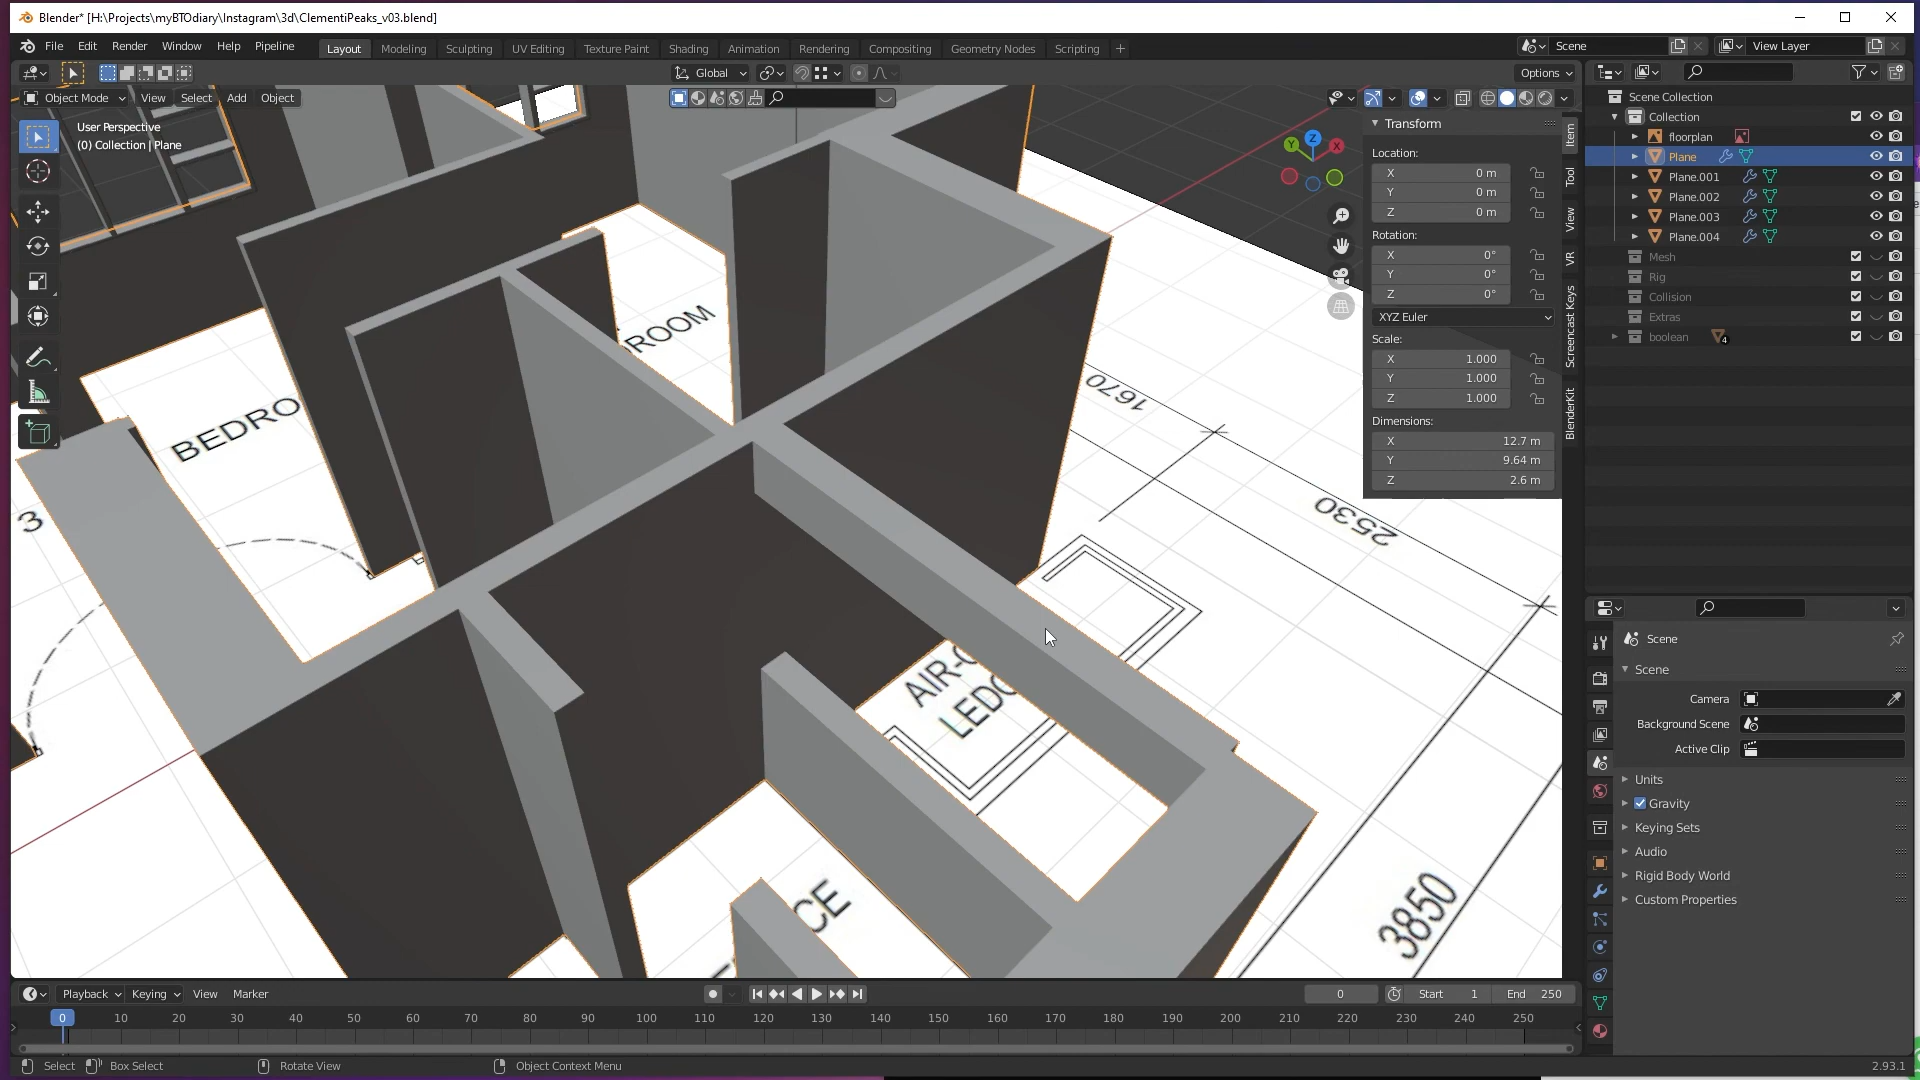 Blender* [H:\Projects\myBTOdiary\Instagram\3d\ClementiPeaks_v03.blend]
File Edit Render Window Help Pipeline Layout Modeling Sculpting UV Editing Texture Paint Shading Animation Rendering Compositing Geometry Nodes Scripting + Scene View Layer
Global Options
Object Mode View Select Add Object
User Perspective
(0) Collection | Plane
Transform
Location:
X 0 m
Y 0 m
Z 0 m
Rotation:
X 0°
Y 0°
Z 0°
XYZ Euler
Scale:
X 1.000
Y 1.000
Z 1.000
Dimensions:
X 12.7 m
Y 9.64 m
Z 2.6 m
Item
Tool
View
VR
Screencast Keys
BlenderKit
Z
Y
X
ROOM
BEDRO
3
1670
2530
AIR-C
LEDG
CE
3850
Scene Collection
Collection
floorplan
Plane
Plane.001
Plane.002
Plane.003
Plane.004
Mesh
Rig
Collision
Extras
boolean 4
Scene
Scene
Camera
Background Scene
Active Clip
Units
Gravity
Keying Sets
Audio
Rigid Body World
Custom Properties
Playback Keying View Marker 0 Start 1 End 250
0 10 20 30 40 50 60 70 80 90 100 110 120 130 140 150 160 170 180 190 200 210 220 230 240 250
Select Box Select Rotate View Object Context Menu 2.93.1